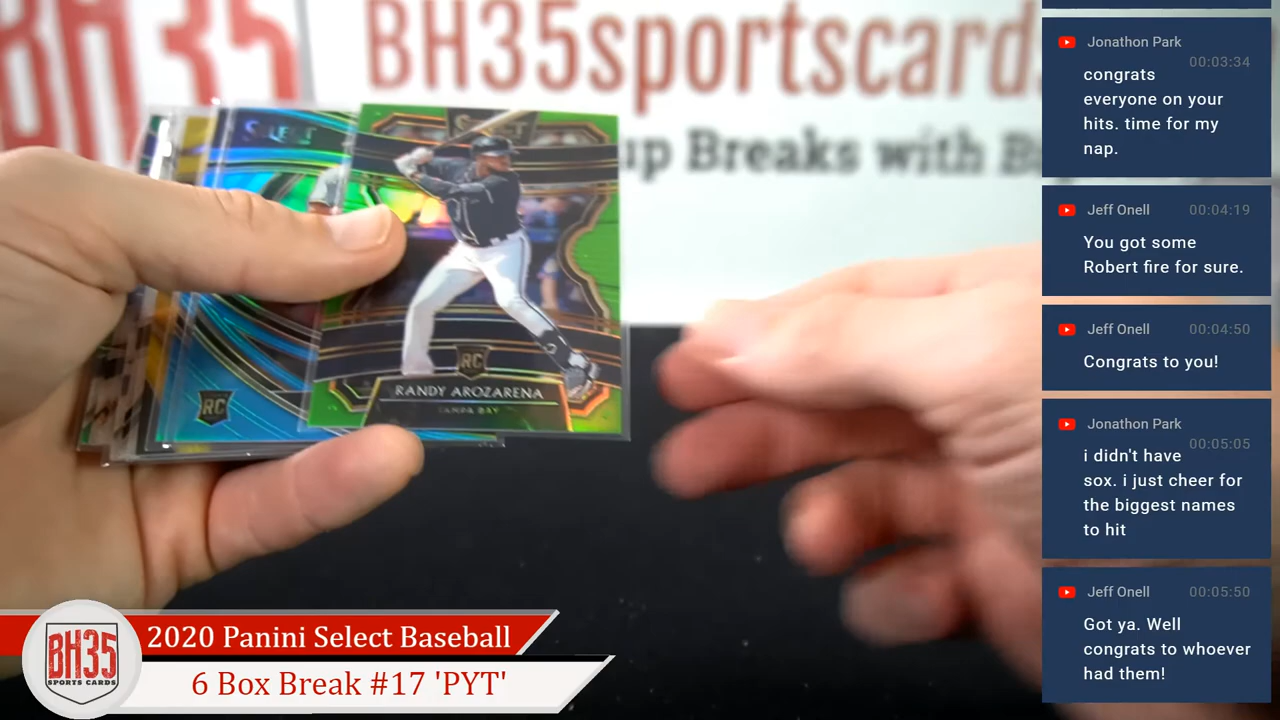 BH35
BH35sportscards
up Breaks with B
SELECT
SELECT
RC
RC
RANDY AROZARENA
TAMPA BAY
BH35
SPORTS CARDS
2020 Panini Select Baseball
6 Box Break #17 'PYT'
Jonathon Park
00:03:34
congrats
everyone on your
hits. time for my
nap.
Jeff Onell 00:04:19
You got some
Robert fire for sure.
Jeff Onell 00:04:50
Congrats to you!
Jonathon Park
00:05:05
i didn't have
sox. i just cheer for
the biggest names
to hit
Jeff Onell 00:05:50
Got ya. Well
congrats to whoever
had them!